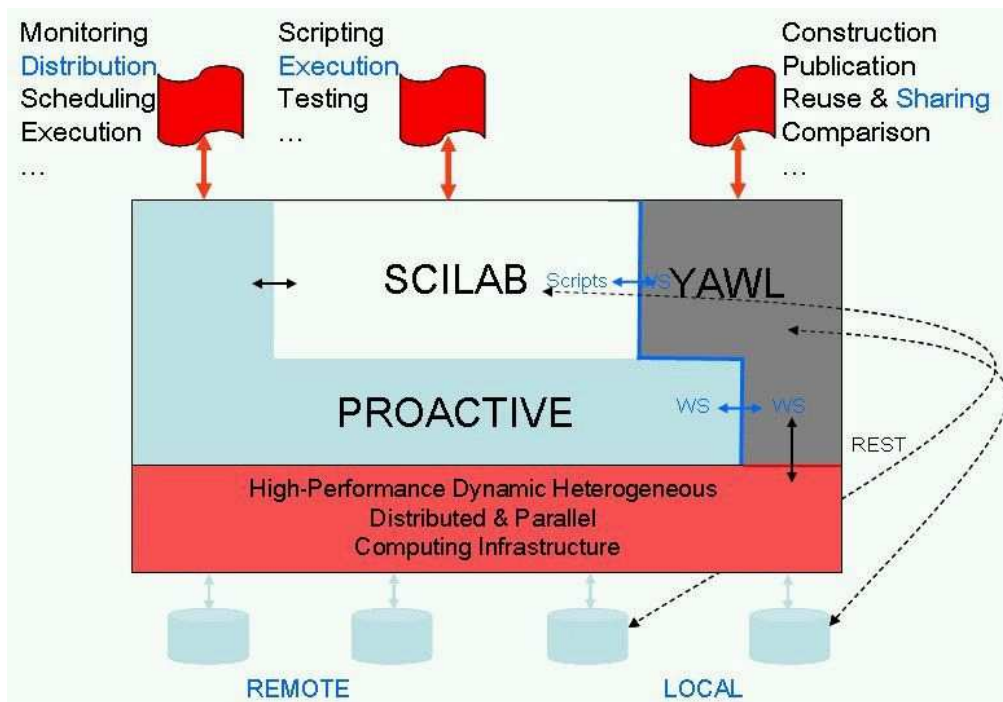 Monitoring
Distribution
Scheduling
Execution
...
Scripting
Execution
Testing
...
Construction
Publication
Reuse & Sharing
Comparison
...
SCILAB
Scripts
WS
YAWL
PROACTIVE
WS
WS
REST
High-Performance Dynamic Heterogeneous
Distributed & Parallel
Computing Infrastructure
REMOTE
LOCAL